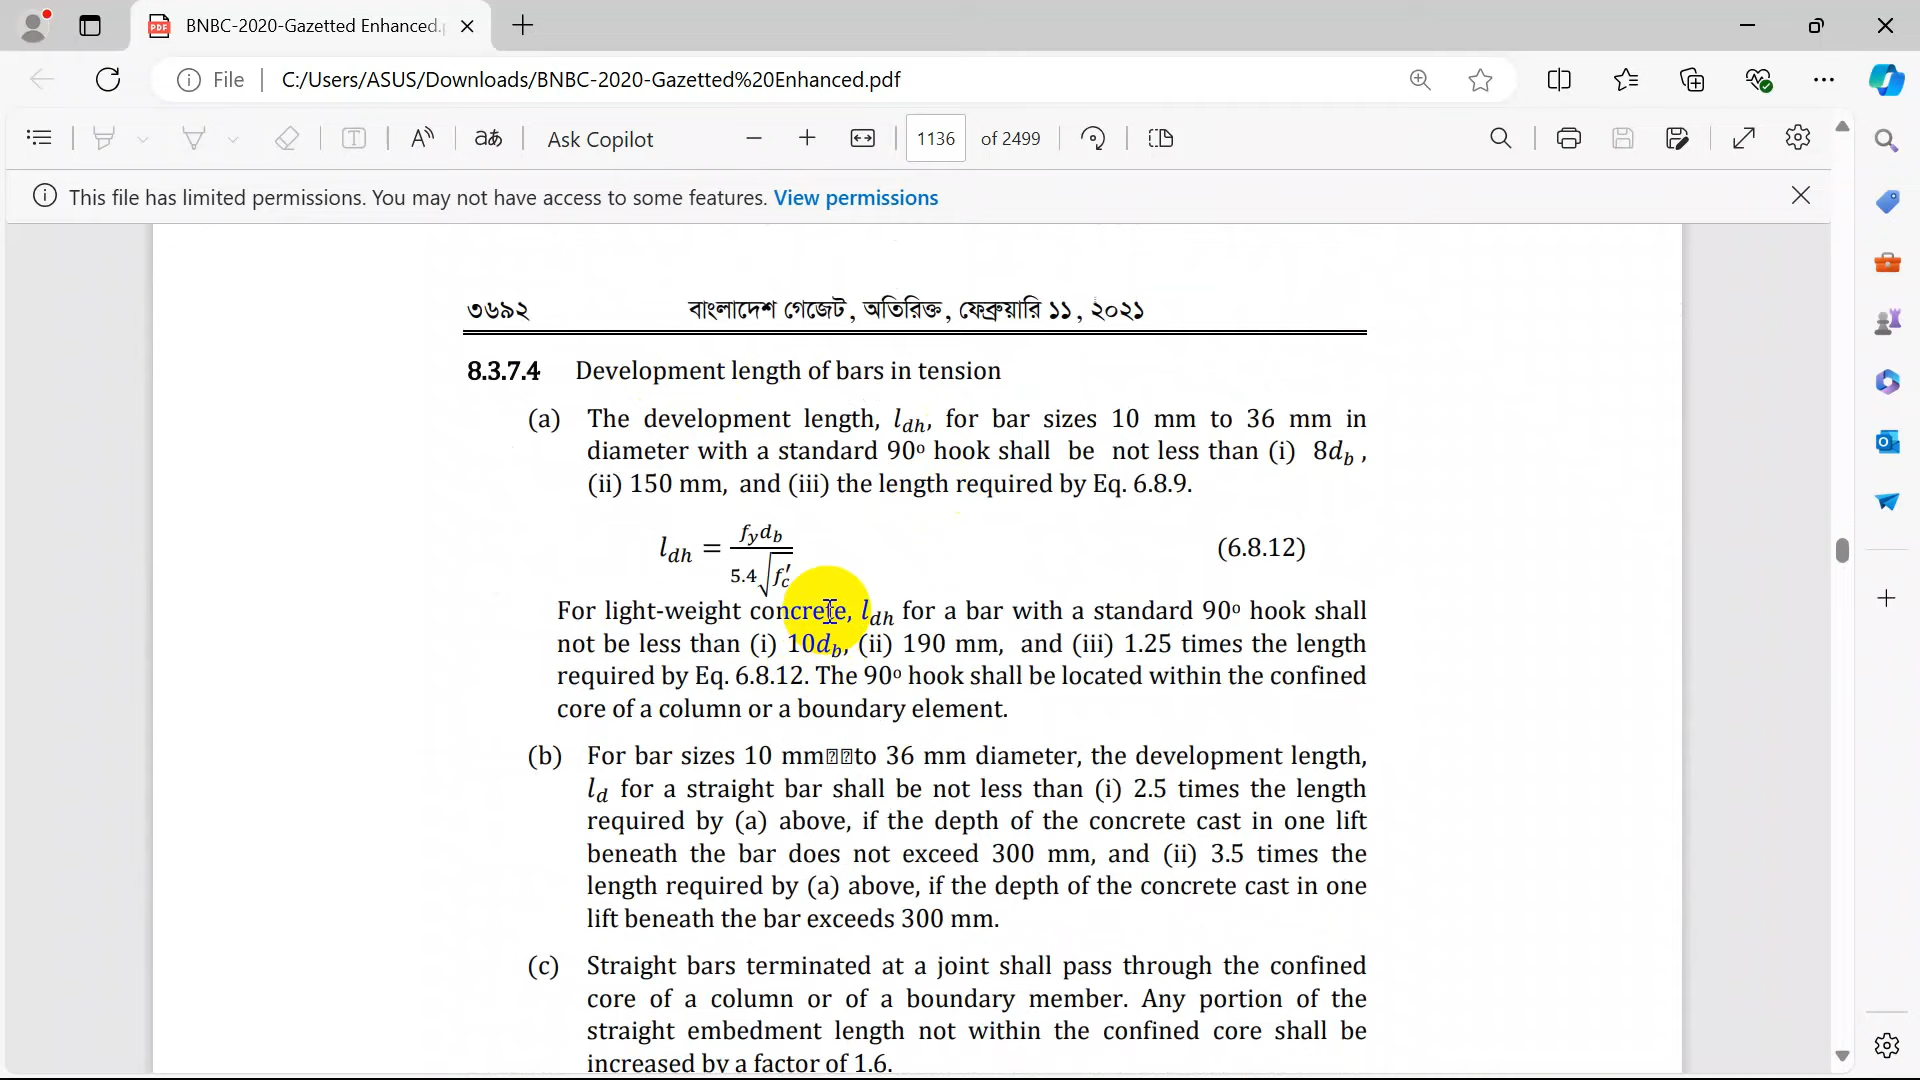 BNBC-2020-Gazetted Enhanced.
File
C:/Users/ASUS/Downloads/BNBC-2020-Gazetted%20Enhanced.pdf
Ask Copilot
1136 of 2499
This file has limited permissions. You may not have access to some features. View permissions
৩৬৯২ বাংলাদেশ গেজেট, অতিরিক্ত, ফেব্রুয়ারি ১১, ২০২১
8.3.7.4 Development length of bars in tension
(a) The development length, l_dh, for bar sizes 10 mm to 36 mm in
diameter with a standard 90º hook shall be not less than (i) 8d_b,
(ii) 150 mm, and (iii) the length required by Eq. 6.8.9.
l_dh = f_y d_b / 5.4√f'_c (6.8.12)
For light-weight concrete, l_dh for a bar with a standard 90º hook shall
not be less than (i) 10d_b, (ii) 190 mm, and (iii) 1.25 times the length
required by Eq. 6.8.12. The 90º hook shall be located within the confined
core of a column or a boundary element.
(b) For bar sizes 10 mm to 36 mm diameter, the development length,
l_d for a straight bar shall be not less than (i) 2.5 times the length
required by (a) above, if the depth of the concrete cast in one lift
beneath the bar does not exceed 300 mm, and (ii) 3.5 times the
length required by (a) above, if the depth of the concrete cast in one
lift beneath the bar exceeds 300 mm.
(c) Straight bars terminated at a joint shall pass through the confined
core of a column or of a boundary member. Any portion of the
straight embedment length not within the confined core shall be
increased by a factor of 1.6.